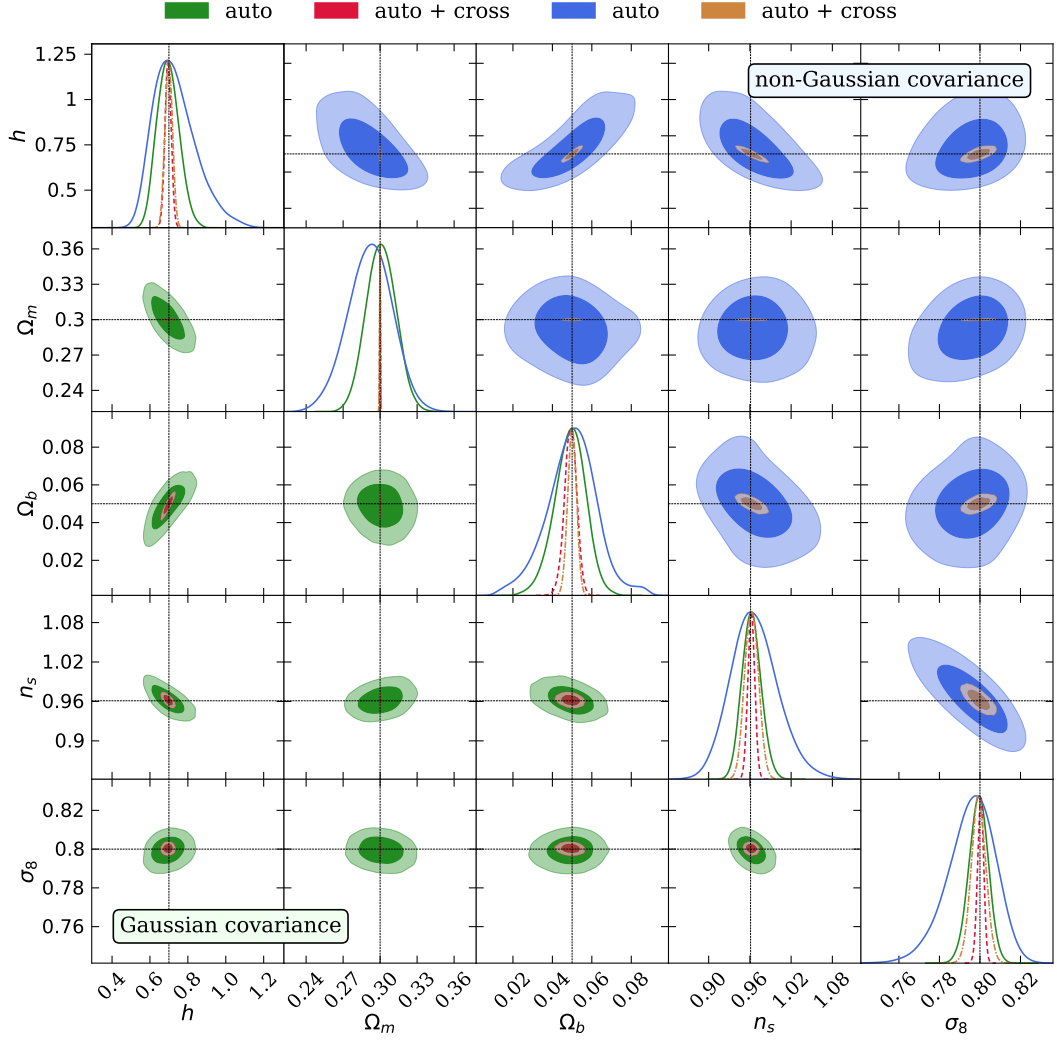 auto auto + cross auto auto + cross
1.25
1
0.75
0.5
h
non-Gaussian covariance
0.36
0.33
0.3
0.27
0.24
Ωm
0.08
0.06
0.04
0.02
Ωb
1.08
1.02
0.96
0.9
ns
0.82
0.8
0.78
0.76
σ8
Gaussian covariance
0.4 0.6 0.8 1.0 1.2 0.24 0.27 0.30 0.33 0.36 0.02 0.04 0.06 0.08 0.90 0.96 1.02 1.08 0.76 0.78 0.80 0.82
h Ωm Ωb ns σ8